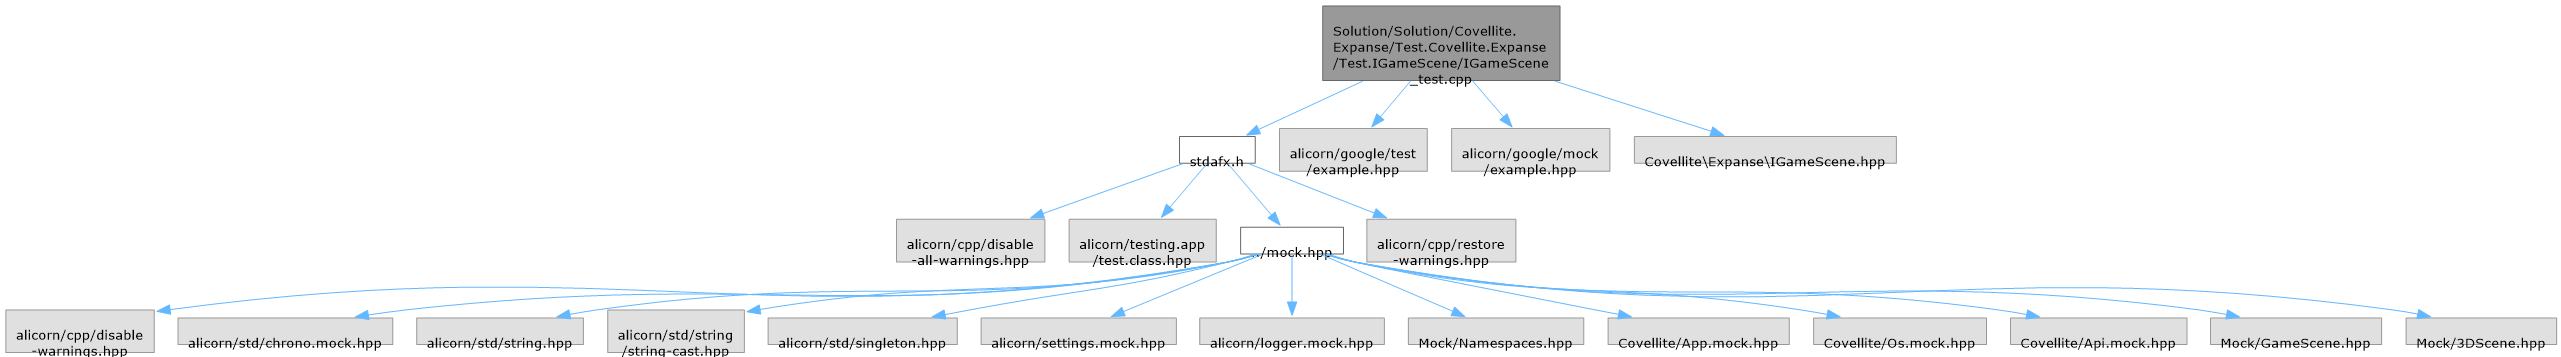 Solution/Solution/Covellite.
Expanse/Test.Covellite.Expanse
/Test.IGameScene/IGameScene
_test.cpp
stdafx.h
alicorn/google/test
/example.hpp
alicorn/google/mock
/example.hpp
Covellite\Expanse\IGameScene.hpp
alicorn/cpp/disable
-all-warnings.hpp
alicorn/testing.app
/test.class.hpp
../mock.hpp
alicorn/cpp/restore
-warnings.hpp
alicorn/cpp/disable
-warnings.hpp
alicorn/std/chrono.mock.hpp
alicorn/std/string.hpp
alicorn/std/string
/string-cast.hpp
alicorn/std/singleton.hpp
alicorn/settings.mock.hpp
alicorn/logger.mock.hpp
Mock/Namespaces.hpp
Covellite/App.mock.hpp
Covellite/Os.mock.hpp
Covellite/Api.mock.hpp
Mock/GameScene.hpp
Mock/3DScene.hpp